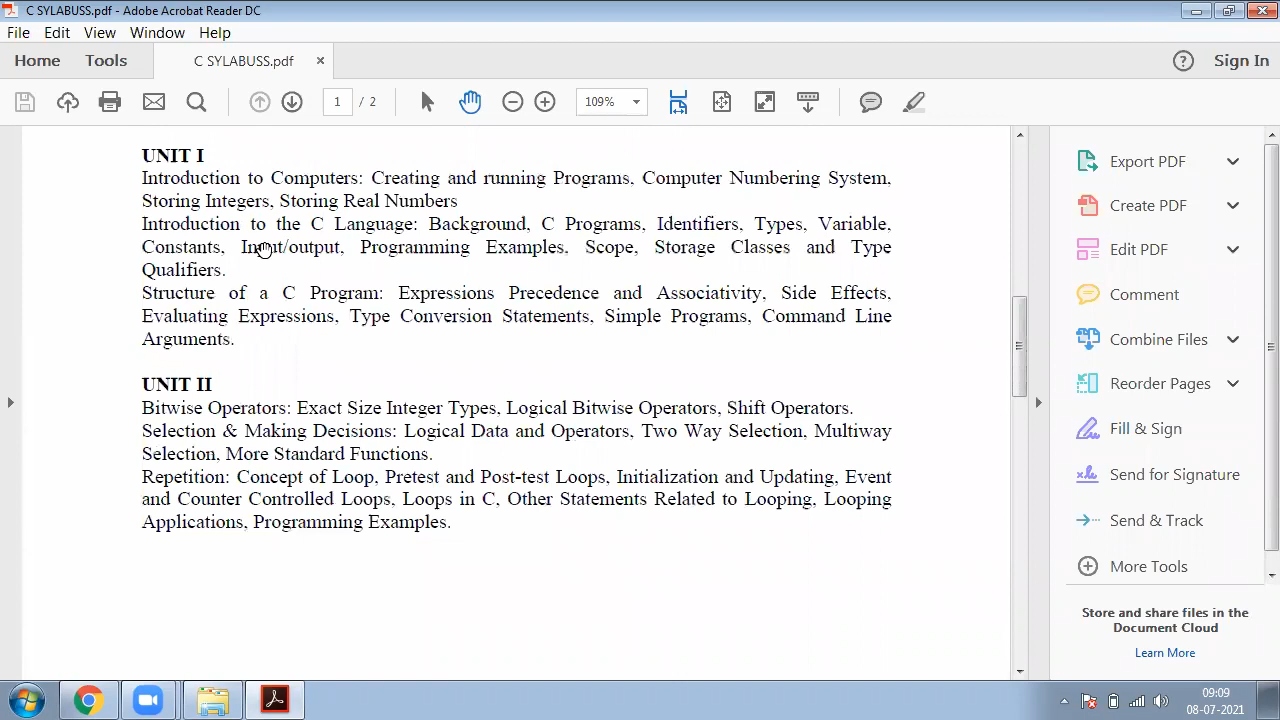 C SYLABUSS.pdf - Adobe Acrobat Reader DC
File Edit View Window Help
Home Tools C SYLABUSS.pdf × ? Sign In
1 / 2 109%
UNIT I
Introduction to Computers: Creating and running Programs, Computer Numbering System,
Storing Integers, Storing Real Numbers
Introduction to the C Language: Background, C Programs, Identifiers, Types, Variable,
Constants, Input/output, Programming Examples. Scope, Storage Classes and Type
Qualifiers.
Structure of a C Program: Expressions Precedence and Associativity, Side Effects,
Evaluating Expressions, Type Conversion Statements, Simple Programs, Command Line
Arguments.
UNIT II
Bitwise Operators: Exact Size Integer Types, Logical Bitwise Operators, Shift Operators.
Selection & Making Decisions: Logical Data and Operators, Two Way Selection, Multiway
Selection, More Standard Functions.
Repetition: Concept of Loop, Pretest and Post-test Loops, Initialization and Updating, Event
and Counter Controlled Loops, Loops in C, Other Statements Related to Looping, Looping
Applications, Programming Examples.
Export PDF
Create PDF
Edit PDF
Comment
Combine Files
Reorder Pages
Fill & Sign
Send for Signature
Send & Track
More Tools
Store and share files in the
Document Cloud
Learn More
09:09
08-07-2021